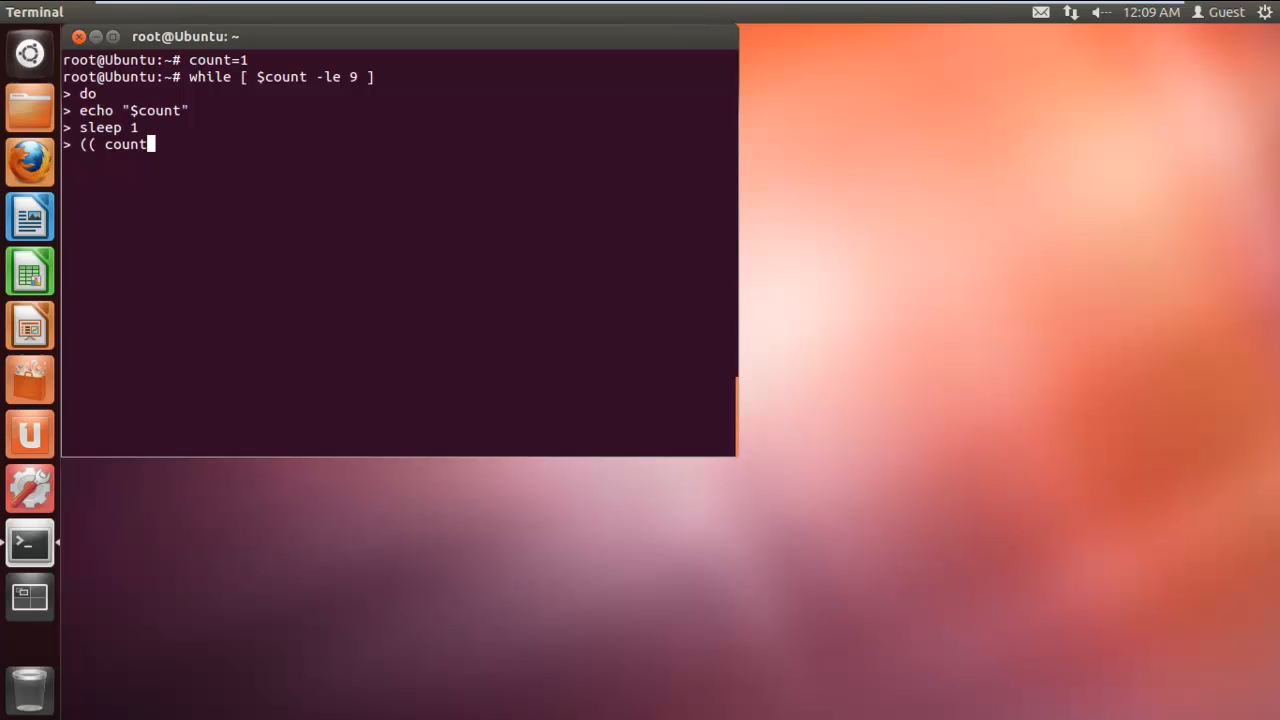 Terminal
12:09 AM
Guest
root@Ubuntu: ~
root@Ubuntu:~# count=1
root@Ubuntu:~# while [ $count -le 9 ]
> do
> echo "$count"
> sleep 1
> (( count